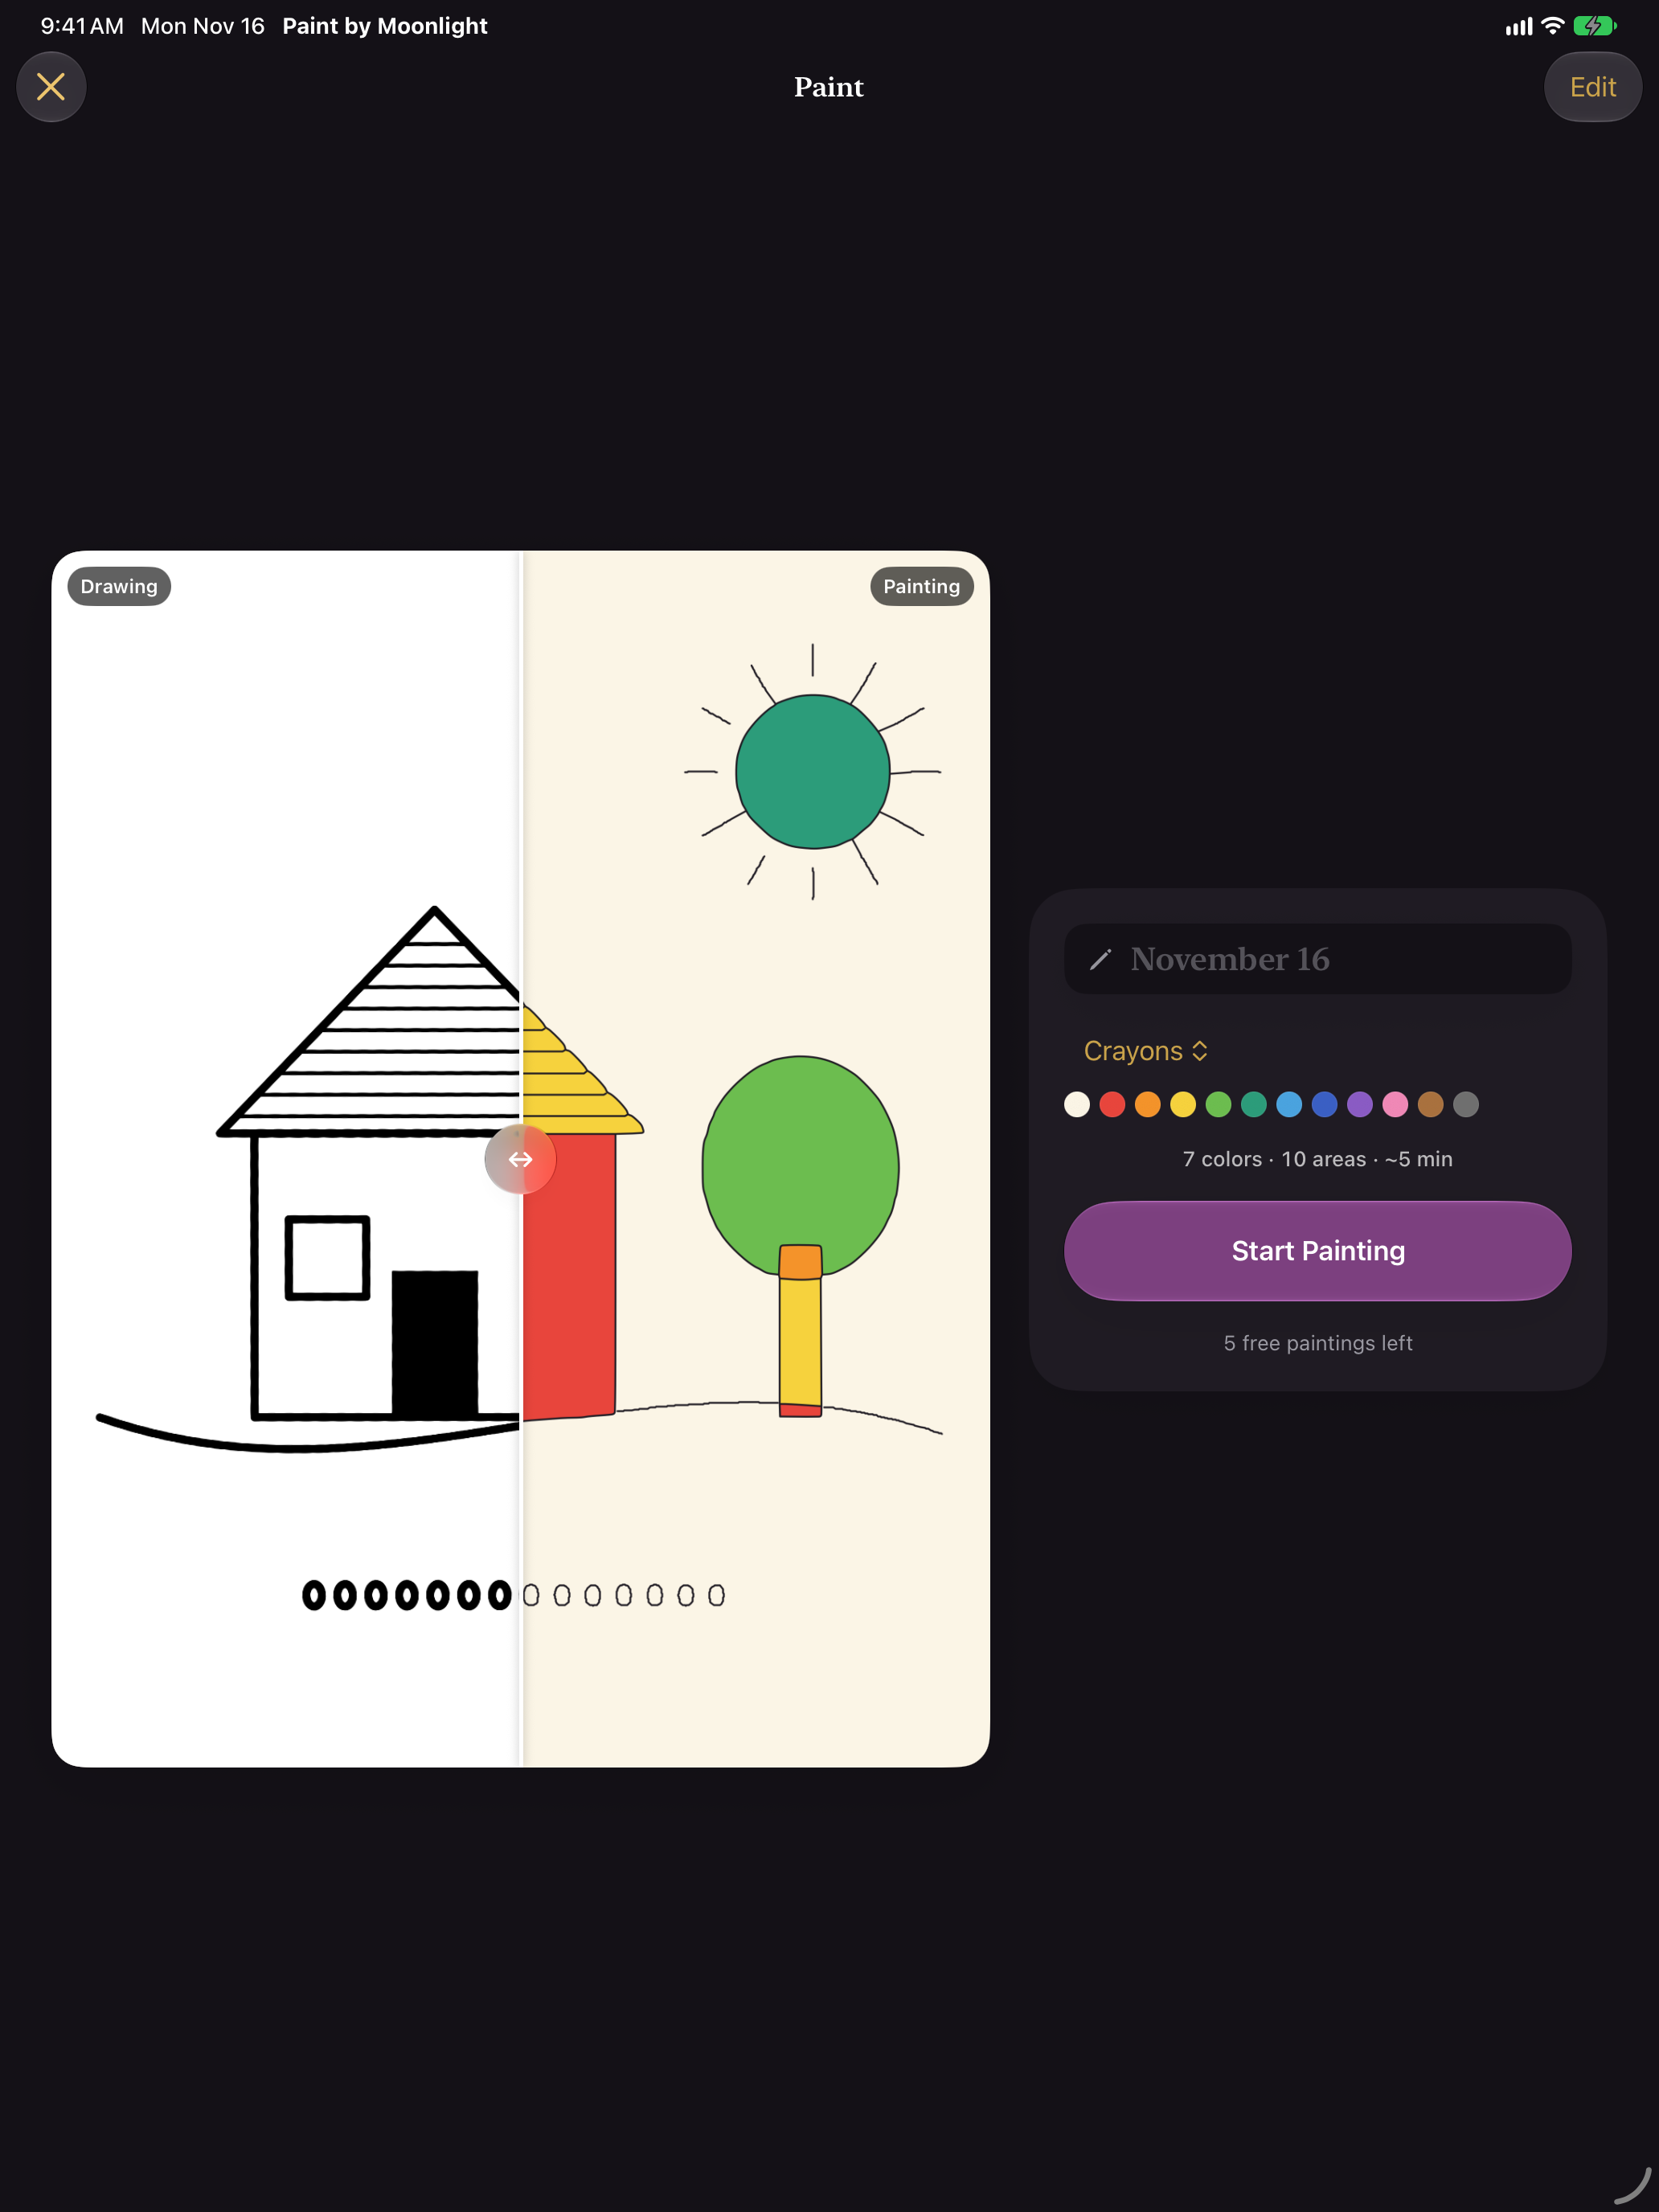 9:41 AM Mon Nov 16 Paint by Moonlight
Paint
Edit
Drawing
Painting
November 16
Crayons
7 colors · 10 areas · ~5 min
Start Painting
5 free paintings left